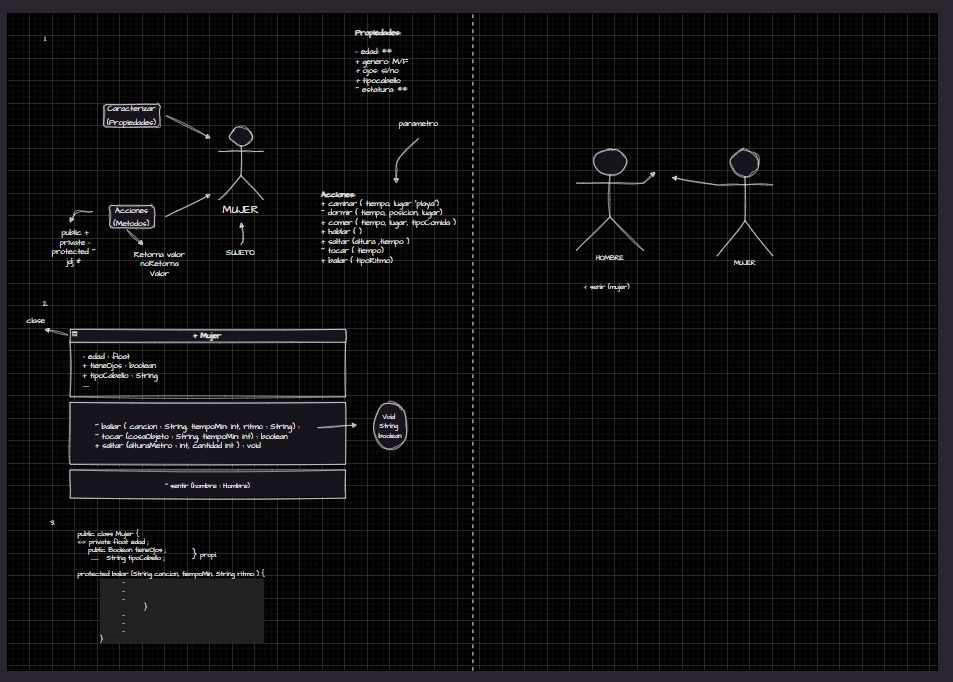 1.
Propiedades:
- edad: **
+ genero: M/F
+ ojos: si/no
+ tipocabello
~ estatura: **
Caracterizar
(Propiedades)
parametro
MUJER
SUJETO
Acciones
(Metodos)
public +
private -
protected ~
Retorna valor
noRetorna
Valor
Acciones:
+ caminar ( tiempo, lugar "playa")
~ dormir ( tiempo, posicion, lugar)
+ comer ( tiempo, lugar, tipoComida )
+ hablar ( )
+ saltar (altura ,tiempo )
~ tocar ( tiempo)
+ bailar ( tipoRitmo)
HOMBRE
MUJER
+ senir (mujer)
2.
clase
+ Mujer
- edad : float
+ tieneOjos : boolean
+ tipoCabello : String
~ bailar ( cancion : String, tiempoMin int, ritmo : String) :
~ tocar (cosaObjeto : String, tiempoMin int) : boolean
+ saltar (alturaMetro : int, cantidad int ) : void
Void
String
boolean
~ sentir (hombre : Hombre)
3.
public class Mujer {
<-> private float edad ;
public Boolean tieneOjos ;
.... String tipoCabello ;
} propi.
protected bailar (String cancion, tiempoMin, String ritmo ) {
-
-
-
}
-
-
-
}